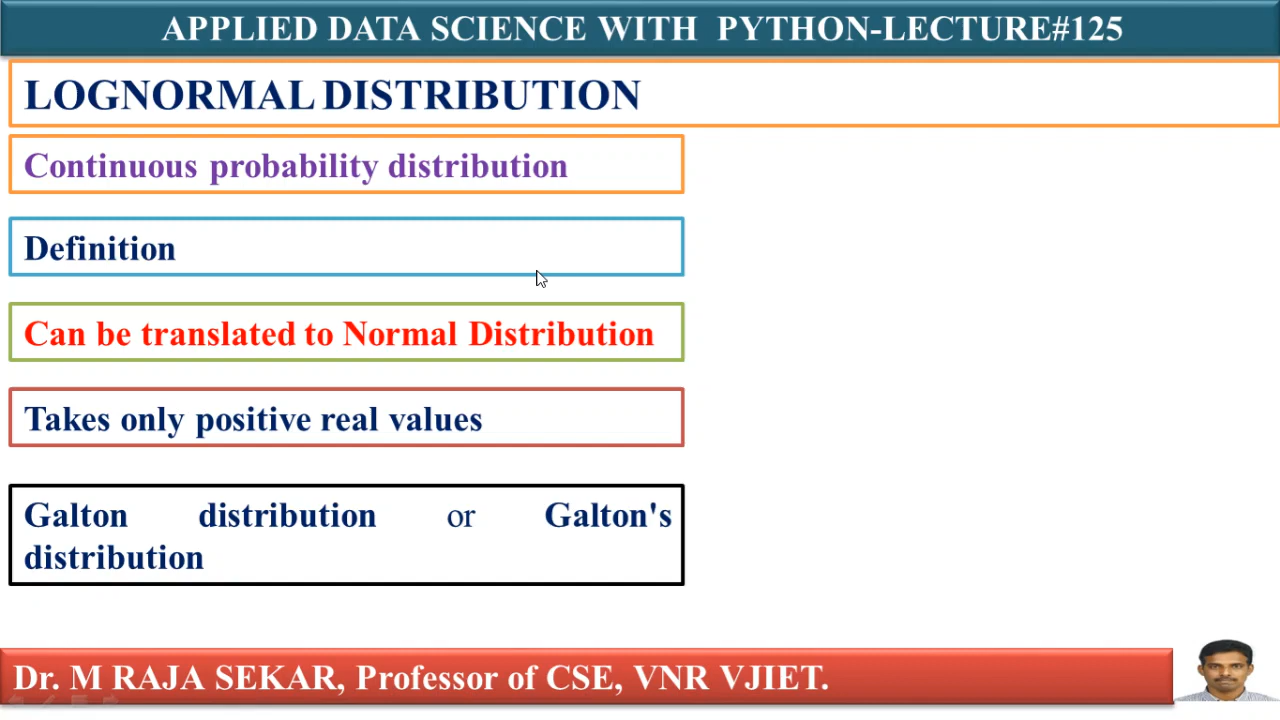 APPLIED DATA SCIENCE WITH PYTHON-LECTURE#125
LOGNORMAL DISTRIBUTION
Continuous probability distribution
Definition
Can be translated to Normal Distribution
Takes only positive real values
Galton distribution or Galton's
distribution
Dr. M RAJA SEKAR, Professor of CSE, VNR VJIET.